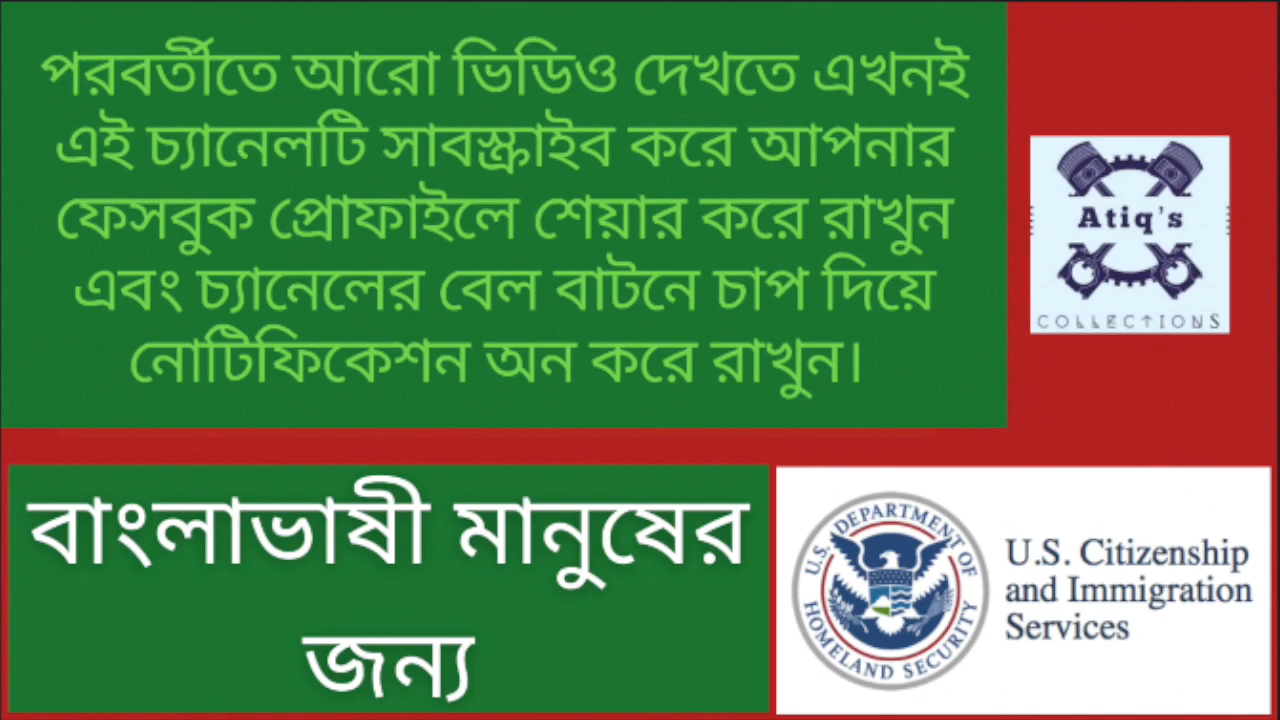 পরবর্তীতে আরো ভিডিও দেখতে এখনই
এই চ্যানেলটি সাবস্ক্রাইব করে আপনার
ফেসবুক প্রোফাইলে শেয়ার করে রাখুন
এবং চ্যানেলের বেল বাটনে চাপ দিয়ে
নোটিফিকেশন অন করে রাখুন।
Atiq's
COLLECTIONS
বাংলাভাষী মানুষের
জন্য
U.S. DEPARTMENT OF
HOMELAND SECURITY
U.S. Citizenship
and Immigration
Services